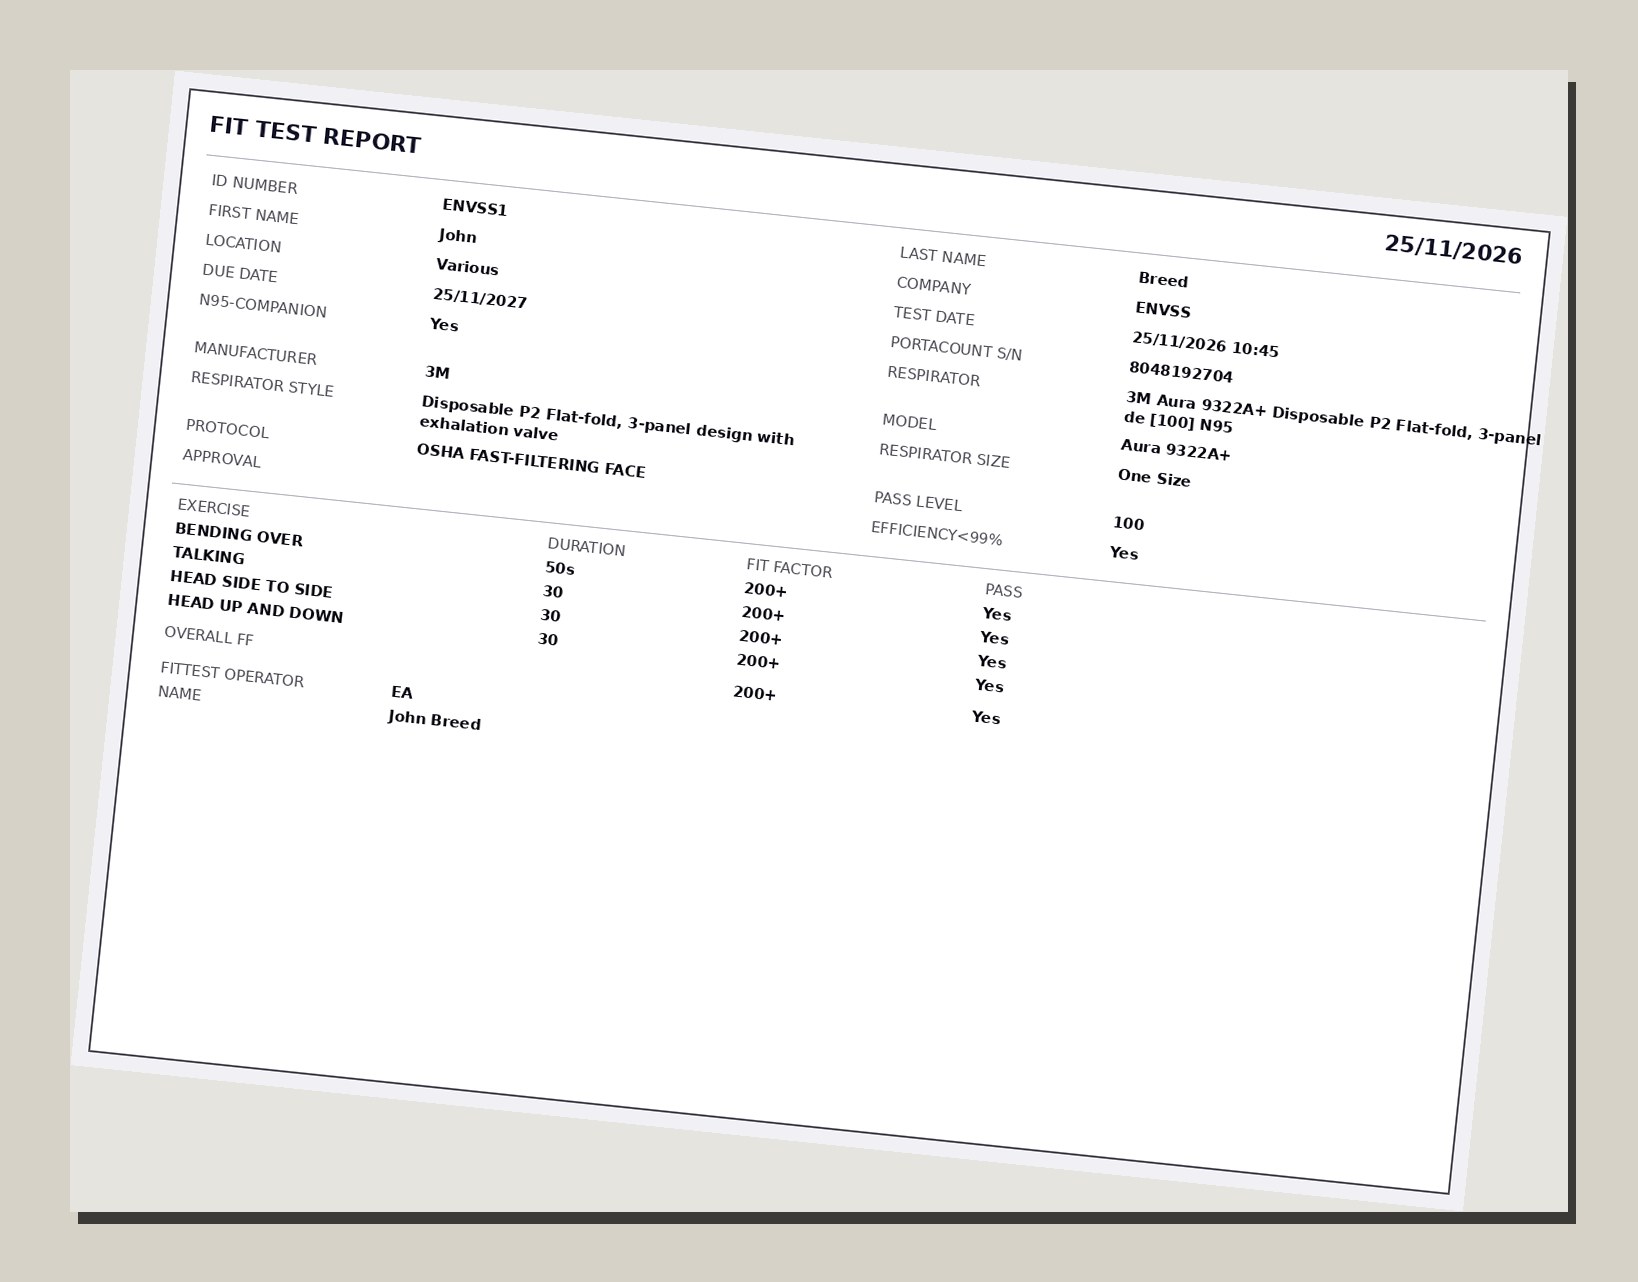 FIT TEST REPORT
25/11/2026
ID NUMBER ENVSS1
LAST NAME Breed
FIRST NAME John
COMPANY ENVSS
LOCATION Various
TEST DATE 25/11/2026 10:45
DUE DATE 25/11/2027
PORTACOUNT S/N 8048192704
N95-COMPANION Yes
RESPIRATOR 3M Aura 9322A+ Disposable P2 Flat-fold, 3-panel
de [100] N95
MANUFACTURER 3M
MODEL Aura 9322A+
RESPIRATOR STYLE Disposable P2 Flat-fold, 3-panel design with
exhalation valve
RESPIRATOR SIZE One Size
PROTOCOL OSHA FAST-FILTERING FACE
PASS LEVEL 100
APPROVAL
EFFICIENCY<99% Yes
EXERCISE DURATION FIT FACTOR PASS
BENDING OVER 50s 200+ Yes
TALKING 30 200+ Yes
HEAD SIDE TO SIDE 30 200+ Yes
HEAD UP AND DOWN 30 200+ Yes
OVERALL FF 200+ Yes
FITTEST OPERATOR EA
NAME John Breed